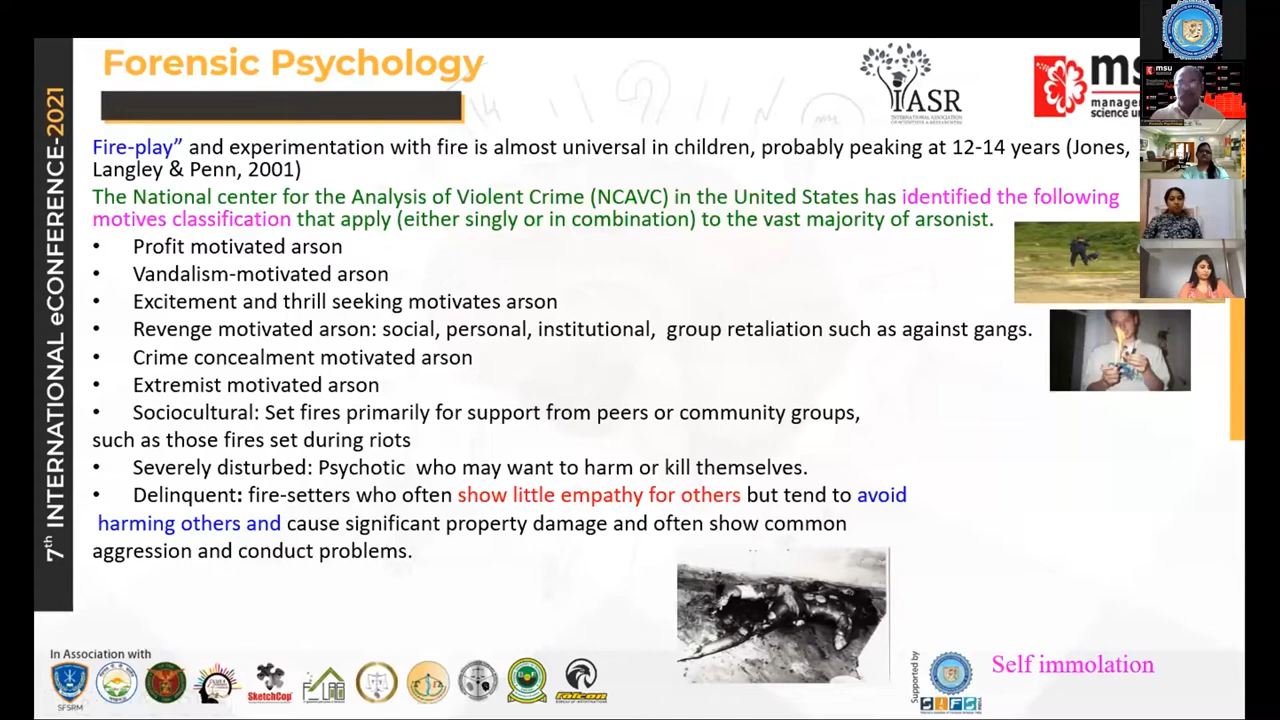 Forensic Psychology
IASR
INTERNATIONAL ASSOCIATION
OF SCIENTISTS & RESEARCHERS
ms
manage
science un
msu
7th INTERNATIONAL eCONFERENCE-2021
Fire-play” and experimentation with fire is almost universal in children, probably peaking at 12-14 years (Jones,
Langley & Penn, 2001)
The National center for the Analysis of Violent Crime (NCAVC) in the United States has identified the following
motives classification that apply (either singly or in combination) to the vast majority of arsonist.
• Profit motivated arson
• Vandalism-motivated arson
• Excitement and thrill seeking motivates arson
• Revenge motivated arson: social, personal, institutional, group retaliation such as against gangs.
• Crime concealment motivated arson
• Extremist motivated arson
• Sociocultural: Set fires primarily for support from peers or community groups,
such as those fires set during riots
• Severely disturbed: Psychotic who may want to harm or kill themselves.
• Delinquent: fire-setters who often show little empathy for others but tend to avoid
harming others and cause significant property damage and often show common
aggression and conduct problems.
In Association with
SFSRM
SKETCHCOP
FALCON
Supported by
SIFS
Self immolation